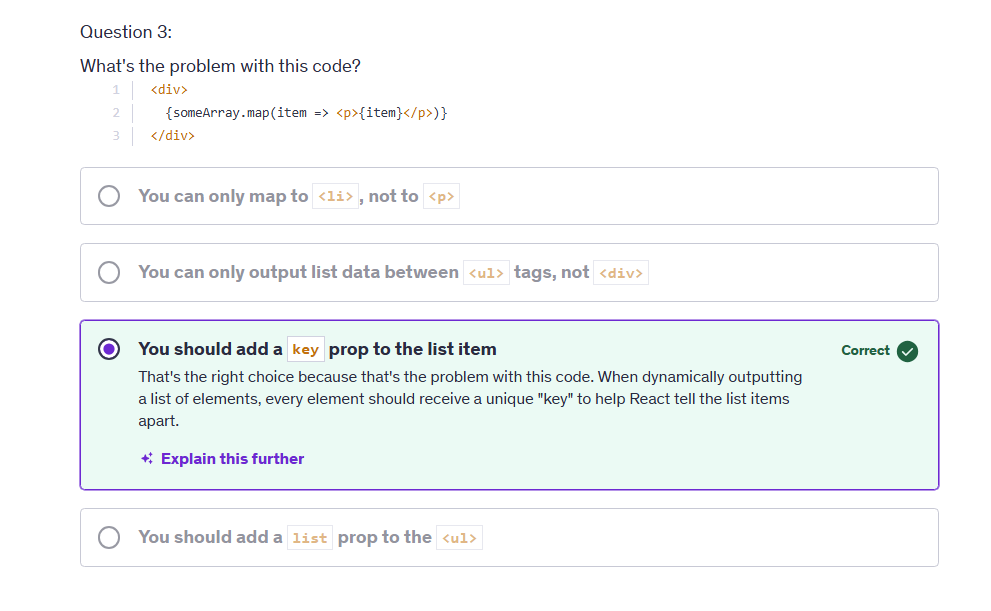 Question 3:
What's the problem with this code?
1 <div>
2 {someArray.map(item => <p>{item}</p>)}
3 </div>
You can only map to <li>, not to <p>
You can only output list data between <ul> tags, not <div>
You should add a key prop to the list item
Correct
That's the right choice because that's the problem with this code. When dynamically outputting
a list of elements, every element should receive a unique "key" to help React tell the list items
apart.
Explain this further
You should add a list prop to the <ul>